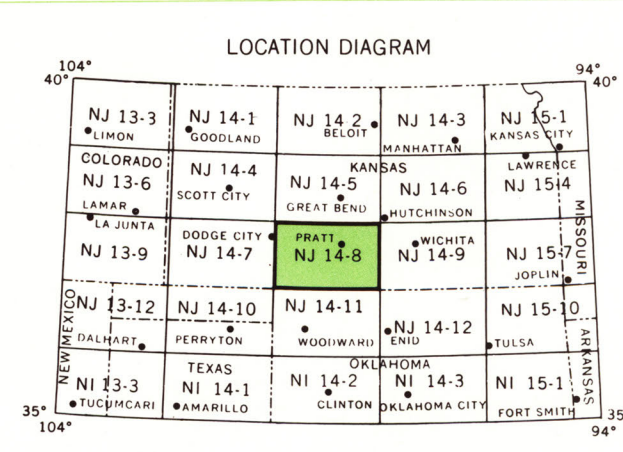 LOCATION DIAGRAM
104° 94°
40° 40°
NJ 13-3 NJ 14-1 NJ 14 2 NJ 14-3 NJ 15-1
LIMON GOODLAND BELOIT MANHATTAN KANSAS CITY
COLORADO KANSAS LAWRENCE
NJ 13-6 NJ 14-4 NJ 14-5 NJ 14-6 NJ 15-4
LAMAR SCOTT CITY GREAT BEND HUTCHINSON MISSOURI
LA JUNTA DODGE CITY PRATT WICHITA
NJ 13-9 NJ 14-7 NJ 14-8 NJ 14-9 NJ 15-7
JOPLIN
NEW MEXICO NJ 13-12 NJ 14-10 NJ 14-11 NJ 14-12 NJ 15-10
DALHART PERRYTON WOODWARD ENID TULSA ARKANSAS
TEXAS OKLAHOMA
NI 13-3 NI 14-1 NI 14-2 NI 14-3 NI 15-1
TUCUMCARI AMARILLO CLINTON OKLAHOMA CITY FORT SMITH
35° 35
104° 94°